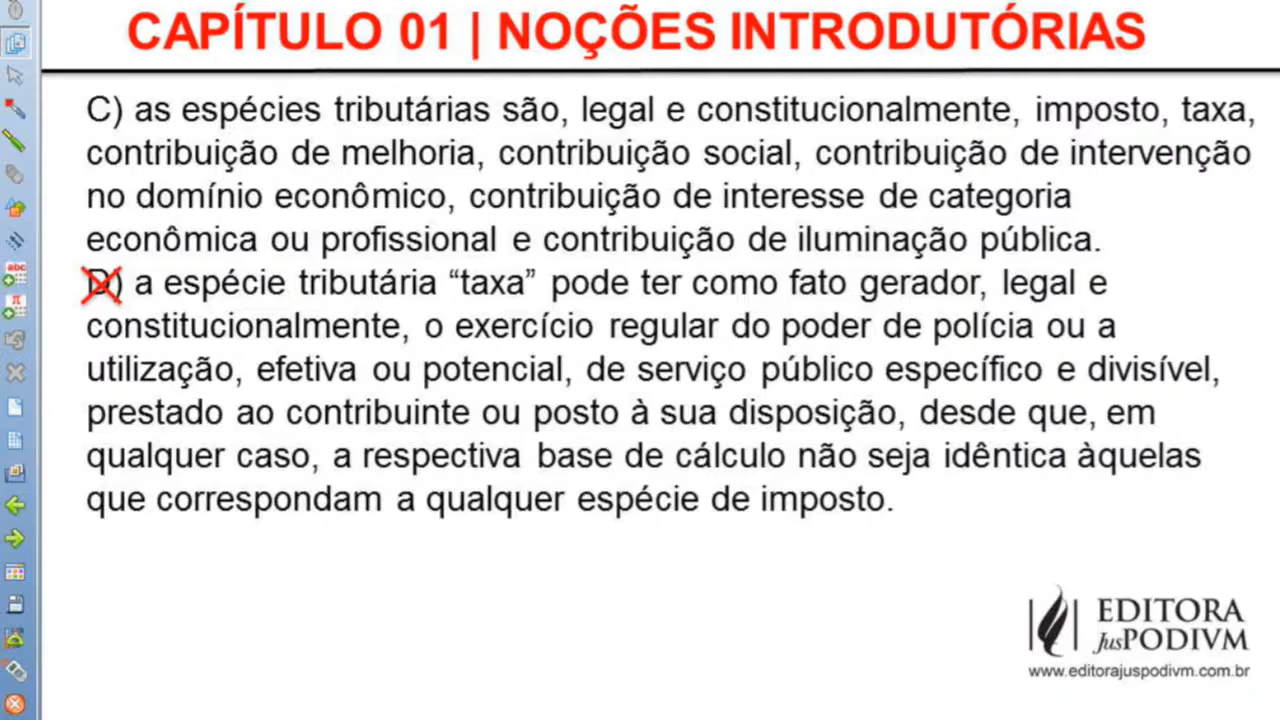 CAPÍTULO 01 | NOÇÕES INTRODUTÓRIAS
C) as espécies tributárias são, legal e constitucionalmente, imposto, taxa,
contribuição de melhoria, contribuição social, contribuição de intervenção
no domínio econômico, contribuição de interesse de categoria
econômica ou profissional e contribuição de iluminação pública.
D) a espécie tributária “taxa” pode ter como fato gerador, legal e
constitucionalmente, o exercício regular do poder de polícia ou a
utilização, efetiva ou potencial, de serviço público específico e divisível,
prestado ao contribuinte ou posto à sua disposição, desde que, em
qualquer caso, a respectiva base de cálculo não seja idêntica àquelas
que correspondam a qualquer espécie de imposto.
EDITORA
JusPODIVM
www.editorajuspodivm.com.br